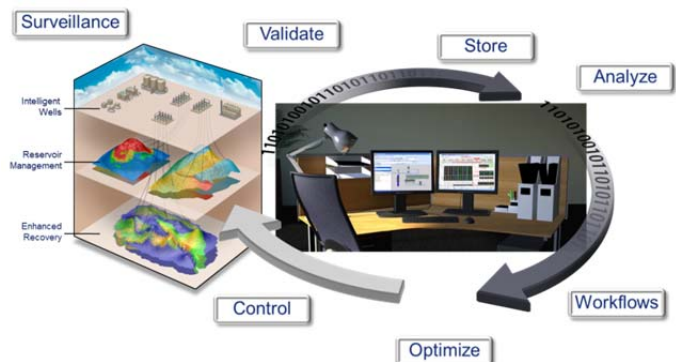 Surveillance
Validate
Store
Analyze
Intelligent
Wells
Reservoir
Management
Enhanced
Recovery
Control
Workflows
Optimize